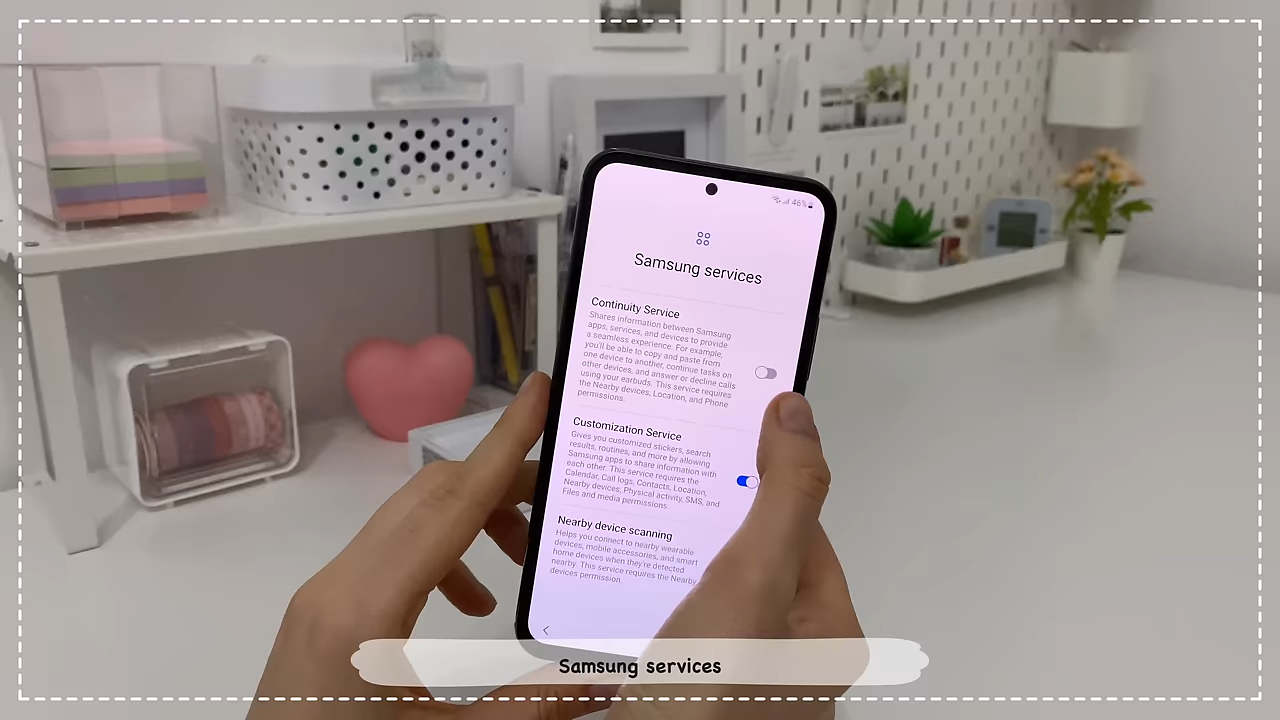 46%
Samsung services
Continuity Service
Shares information between Samsung
apps, services, and devices to provide
a seamless experience. For example,
you'll be able to copy and paste from
one device to another, continue tasks on
other devices, and answer or decline calls
using your earbuds. This service requires
the Nearby devices, Location, and Phone
permissions.
Customization Service
Gives you customized stickers, search
results, routines, and more by allowing
Samsung apps to share information with
each other. This service requires the
Calendar, Call logs, Contacts, Location,
Nearby devices, Physical activity, SMS, and
Files and media permissions.
Nearby device scanning
Helps you connect to nearby wearable
devices, mobile accessories, and smart
home devices when they're detected
nearby. This service requires the Nearby
devices permission.
Samsung services